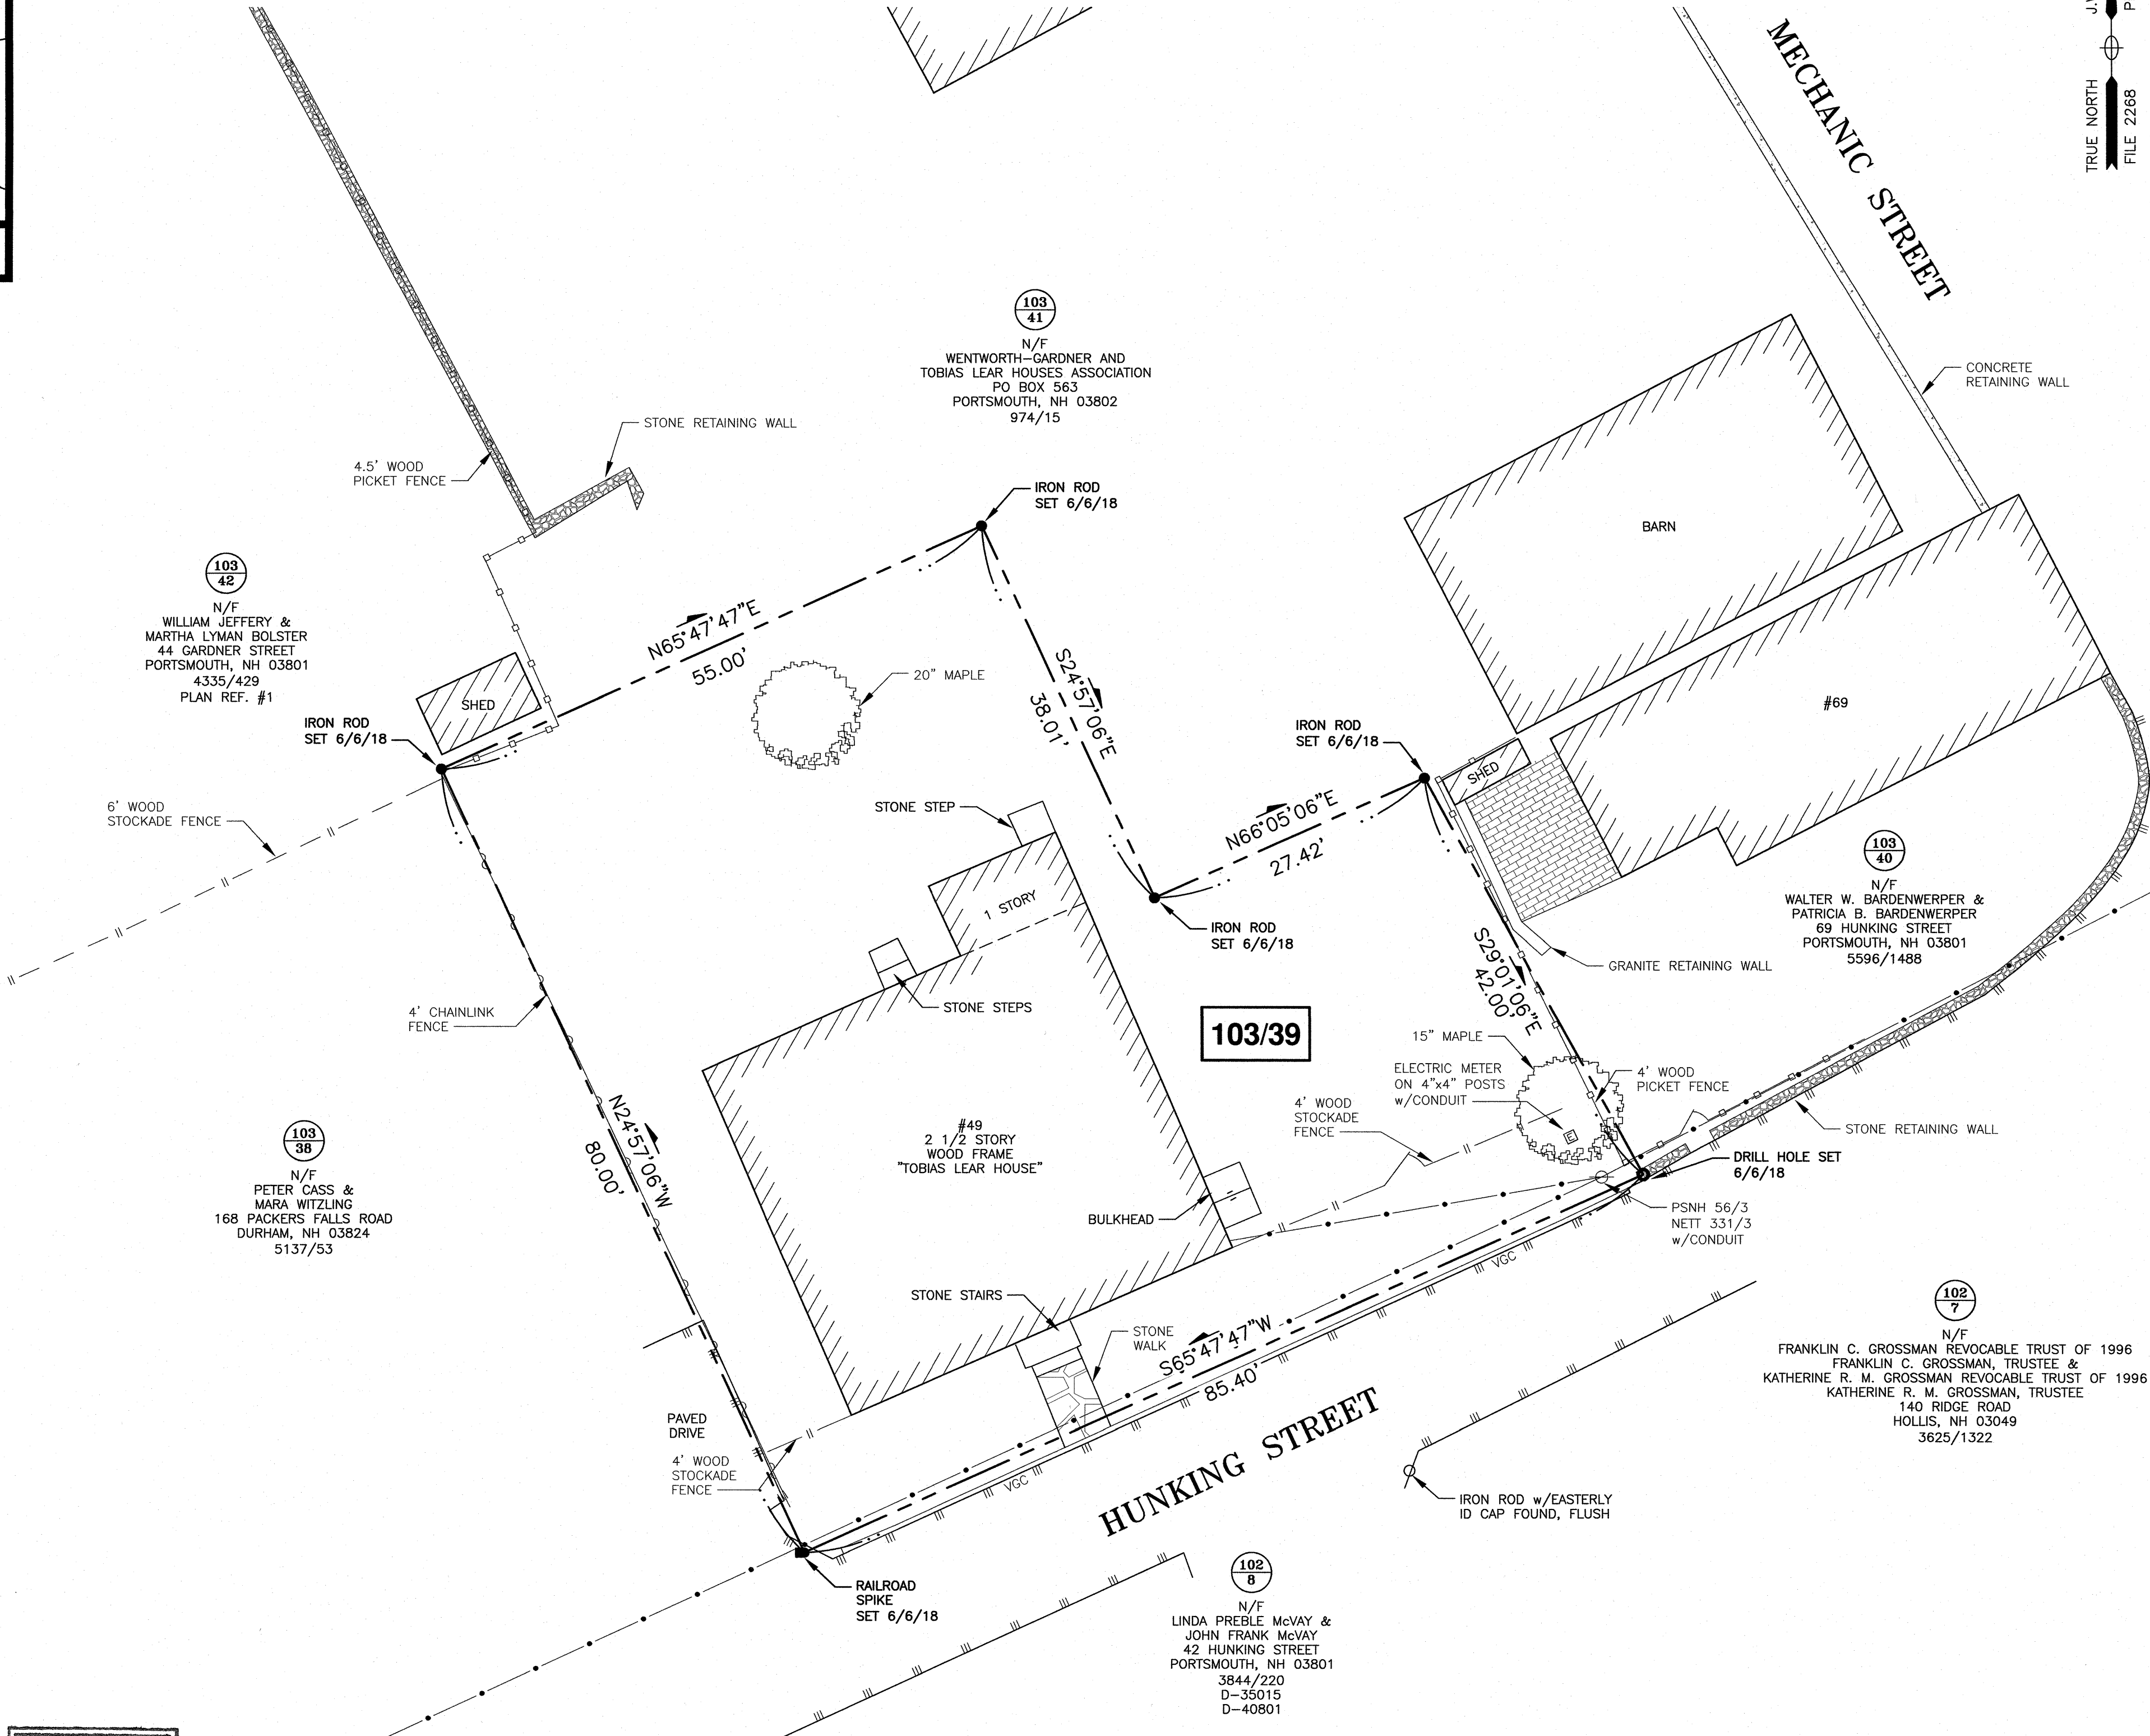 MECHANIC STREET
TRUE NORTH
FILE 2268
103
41
N/F
WENTWORTH-GARDNER AND
TOBIAS LEAR HOUSES ASSOCIATION
PO BOX 563
PORTSMOUTH, NH 03802
974/15
CONCRETE
RETAINING WALL
STONE RETAINING WALL
4.5' WOOD
PICKET FENCE
IRON ROD
SET 6/6/18
BARN
103
42
N/F
WILLIAM JEFFERY &
MARTHA LYMAN BOLSTER
44 GARDNER STREET
PORTSMOUTH, NH 03801
4335/429
PLAN REF. #1
SHED
IRON ROD
SET 6/6/18
N65°47'47"E
55.00'
20" MAPLE
S24°57'06"E
38.01'
IRON ROD
SET 6/6/18
SHED
#69
6' WOOD
STOCKADE FENCE
STONE STEP
N66°05'06"E
27.42'
1 STORY
IRON ROD
SET 6/6/18
103
40
N/F
WALTER W. BARDENWERPER &
PATRICIA B. BARDENWERPER
69 HUNKING STREET
PORTSMOUTH, NH 03801
5596/1488
S29°01'06"E
42.00'
GRANITE RETAINING WALL
4' CHAINLINK
FENCE
STONE STEPS
103/39
15" MAPLE
ELECTRIC METER
ON 4"x4" POSTS
w/CONDUIT
4' WOOD
PICKET FENCE
4' WOOD
STOCKADE
FENCE
E
STONE RETAINING WALL
DRILL HOLE SET
6/6/18
PSNH 56/3
NETT 331/3
w/CONDUIT
103
38
N/F
PETER CASS &
MARA WITZLING
168 PACKERS FALLS ROAD
DURHAM, NH 03824
5137/53
N24°57'06"W
80.00'
#49
2 1/2 STORY
WOOD FRAME
"TOBIAS LEAR HOUSE"
BULKHEAD
VGC
STONE STAIRS
STONE
WALK
S65°47'47"W
85.40'
102
7
N/F
FRANKLIN C. GROSSMAN REVOCABLE TRUST OF 1996
FRANKLIN C. GROSSMAN, TRUSTEE &
KATHERINE R. M. GROSSMAN REVOCABLE TRUST OF 1996
KATHERINE R. M. GROSSMAN, TRUSTEE
140 RIDGE ROAD
HOLLIS, NH 03049
3625/1322
PAVED
DRIVE
4' WOOD
STOCKADE
FENCE
VGC
HUNKING STREET
IRON ROD w/EASTERLY
ID CAP FOUND, FLUSH
RAILROAD
SPIKE
SET 6/6/18
102
8
N/F
LINDA PREBLE McVAY &
JOHN FRANK McVAY
42 HUNKING STREET
PORTSMOUTH, NH 03801
3844/220
D-35015
D-40801